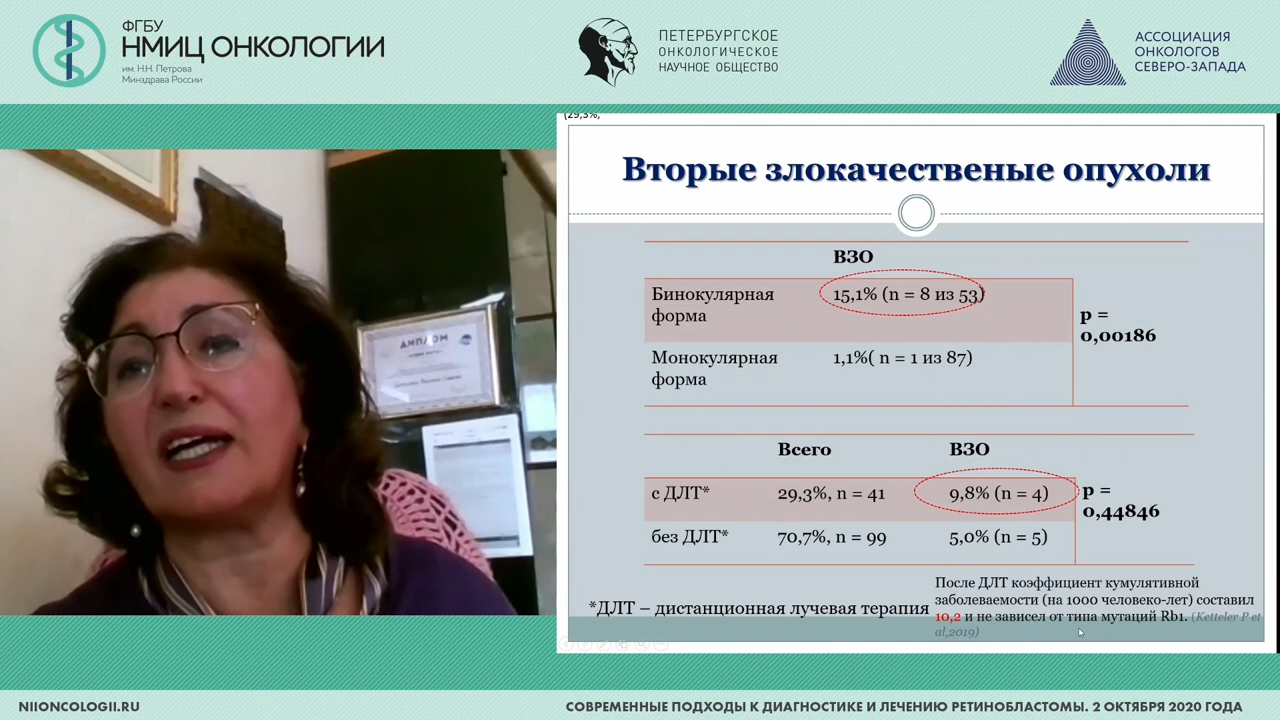 ФГБУ
НМИЦ ОНКОЛОГИИ
им. Н.Н. Петрова
Минздрава России
ПЕТЕРБУРГСКОЕ
ОНКОЛОГИЧЕСКОЕ
НАУЧНОЕ ОБЩЕСТВО
АССОЦИАЦИЯ
ОНКОЛОГОВ
СЕВЕРО-ЗАПАДА
(29,3%,
Вторые злокачественые опухоли
ВЗО
Бинокулярная форма 15,1% (n = 8 из 53)
Монокулярная форма 1,1%( n = 1 из 87)
p =
0,00186
Всего ВЗО
с ДЛТ* 29,3%, n = 41 9,8% (n = 4)
без ДЛТ* 70,7%, n = 99 5,0% (n = 5)
p =
0,44846
*ДЛТ – дистанционная лучевая терапия
После ДЛТ коэффициент кумулятивной
заболеваемости (на 1000 человеко-лет) составил
10,2 и не зависел от типа мутаций Rb1. (Ketteler P et
al,2019)
ДИПЛОМ
NIIONCOLOGII.RU
СОВРЕМЕННЫЕ ПОДХОДЫ К ДИАГНОСТИКЕ И ЛЕЧЕНИЮ РЕТИНОБЛАСТОМЫ. 2 ОКТЯБРЯ 2020 ГОДА